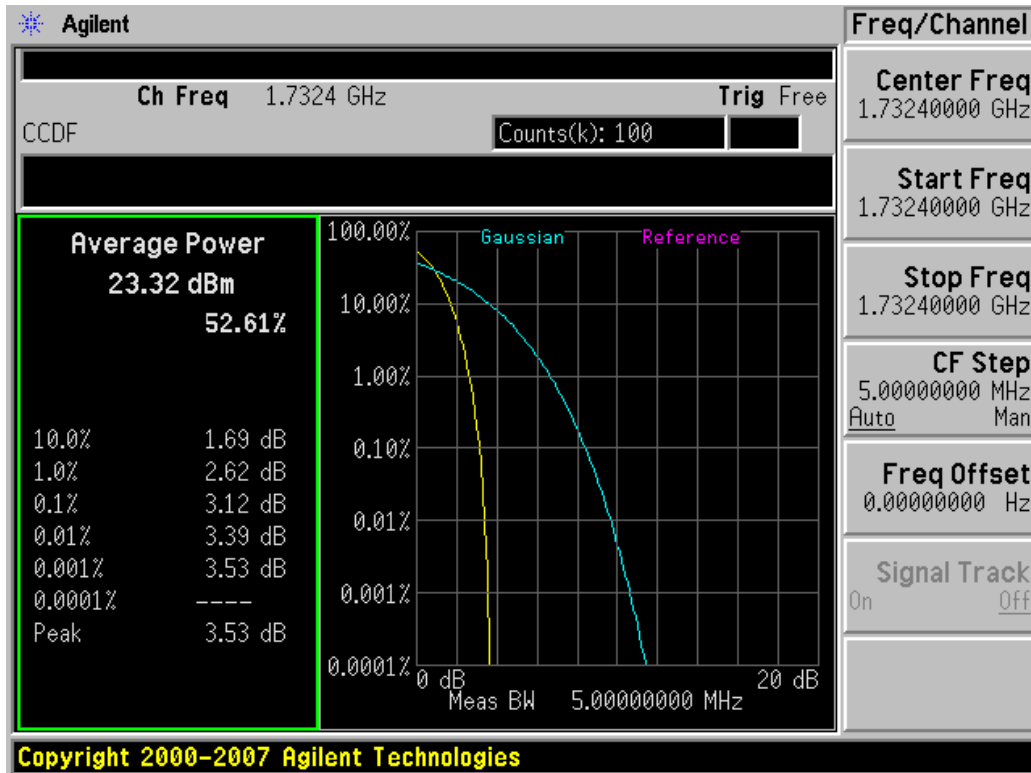 Agilent
Freq/Channel
Ch Freq 1.7324 GHz Trig Free
CCDF Counts(k): 100
Average Power
23.32 dBm
52.61%
10.0% 1.69 dB
1.0% 2.62 dB
0.1% 3.12 dB
0.01% 3.39 dB
0.001% 3.53 dB
0.0001% ----
Peak 3.53 dB
Gaussian Reference
100.00%
10.00%
1.00%
0.10%
0.01%
0.001%
0.0001%
0 dB 20 dB
Meas BW 5.00000000 MHz
Center Freq
1.73240000 GHz
Start Freq
1.73240000 GHz
Stop Freq
1.73240000 GHz
CF Step
5.00000000 MHz
Auto Man
Freq Offset
0.00000000 Hz
Signal Track
On Off
Copyright 2000-2007 Agilent Technologies